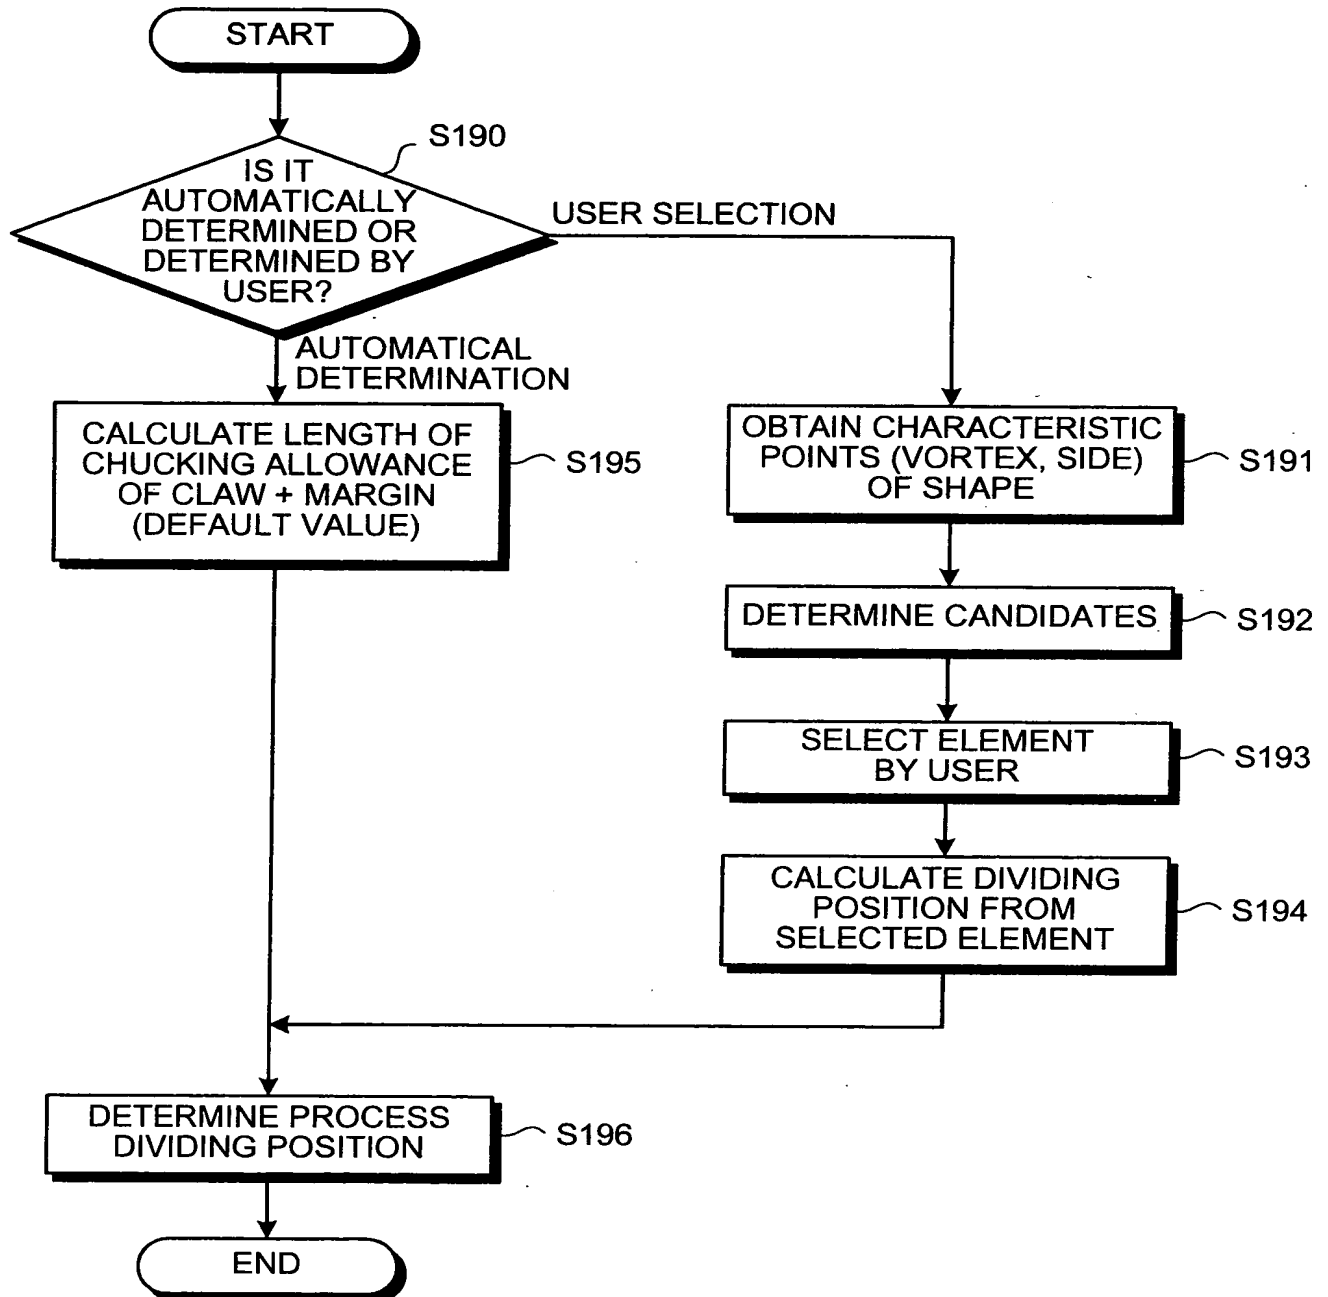 START
S190
IS IT
AUTOMATICALLY
DETERMINED OR
DETERMINED BY
USER?
USER SELECTION
AUTOMATICAL
DETERMINATION
CALCULATE LENGTH OF
CHUCKING ALLOWANCE
OF CLAW + MARGIN
(DEFAULT VALUE)
S195
OBTAIN CHARACTERISTIC
POINTS (VORTEX, SIDE)
OF SHAPE
S191
DETERMINE CANDIDATES
S192
SELECT ELEMENT
BY USER
S193
CALCULATE DIVIDING
POSITION FROM
SELECTED ELEMENT
S194
DETERMINE PROCESS
DIVIDING POSITION
S196
END